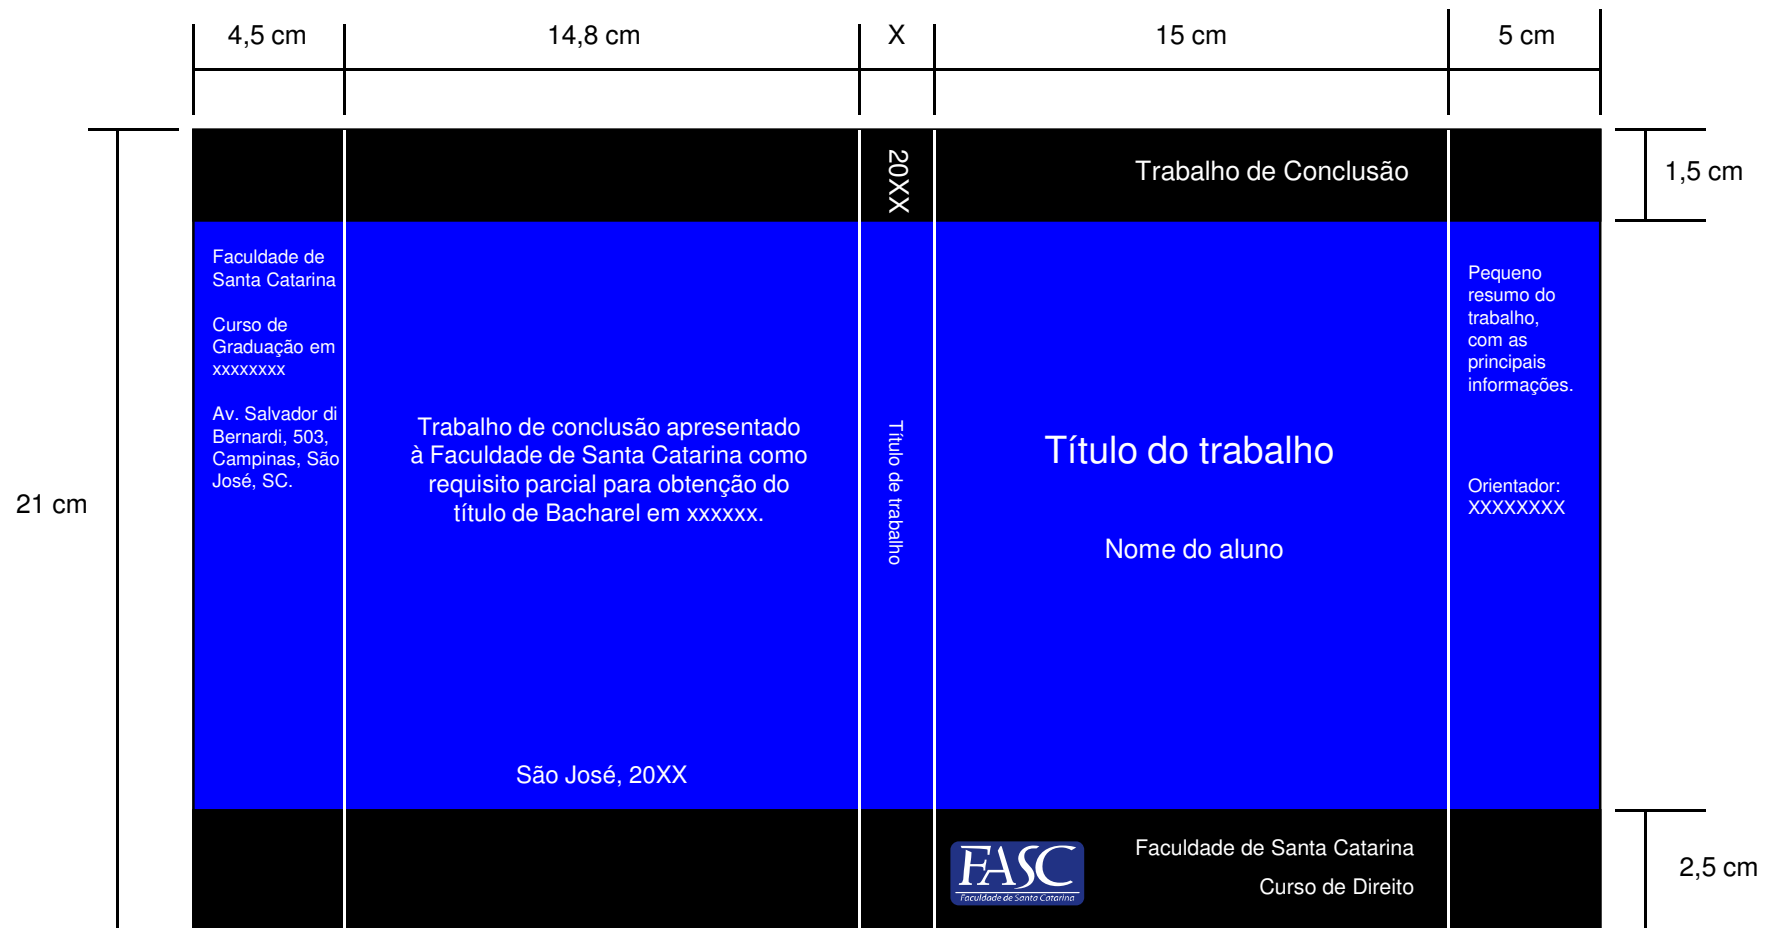 4,5 cm
14,8 cm
X
15 cm
5 cm
21 cm
1,5 cm
2,5 cm
Faculdade de
Santa Catarina
Curso de
Graduação em
xxxxxxxx
Av. Salvador di
Bernardi, 503,
Campinas, São
José, SC.
Trabalho de conclusão apresentado
à Faculdade de Santa Catarina como
requisito parcial para obtenção do
título de Bacharel em xxxxxx.
São José, 20XX
20XX
Título de trabalho
Trabalho de Conclusão
Título do trabalho
Nome do aluno
FASC
Faculdade de Santa Catarina
Faculdade de Santa Catarina
Curso de Direito
Pequeno
resumo do
trabalho,
com as
principais
informações.
Orientador:
XXXXXXXX